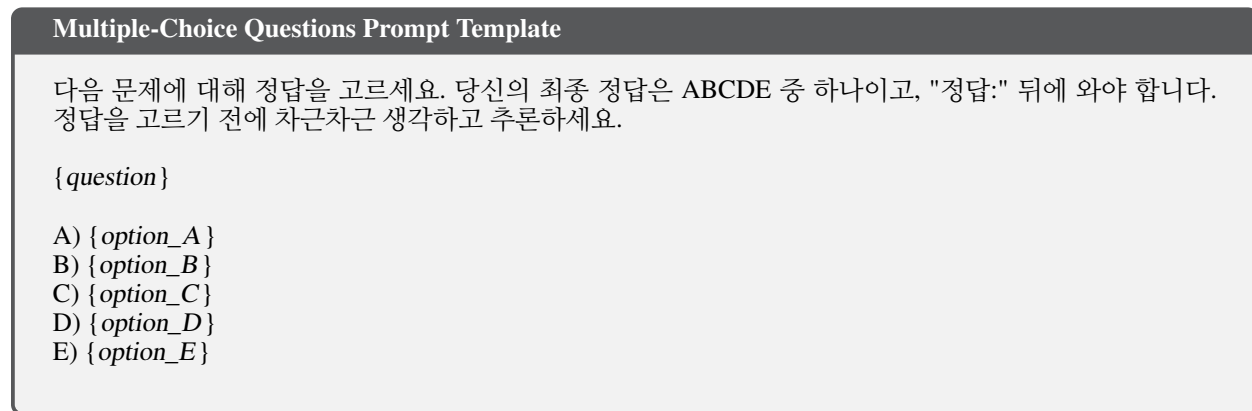 Multiple-Choice Questions Prompt Template
다음 문제에 대해 정답을 고르세요. 당신의 최종 정답은 ABCDE 중 하나이고, "정답:" 뒤에 와야 합니다.
정답을 고르기 전에 차근차근 생각하고 추론하세요.
{question}
A) {option_A}
B) {option_B}
C) {option_C}
D) {option_D}
E) {option_E}